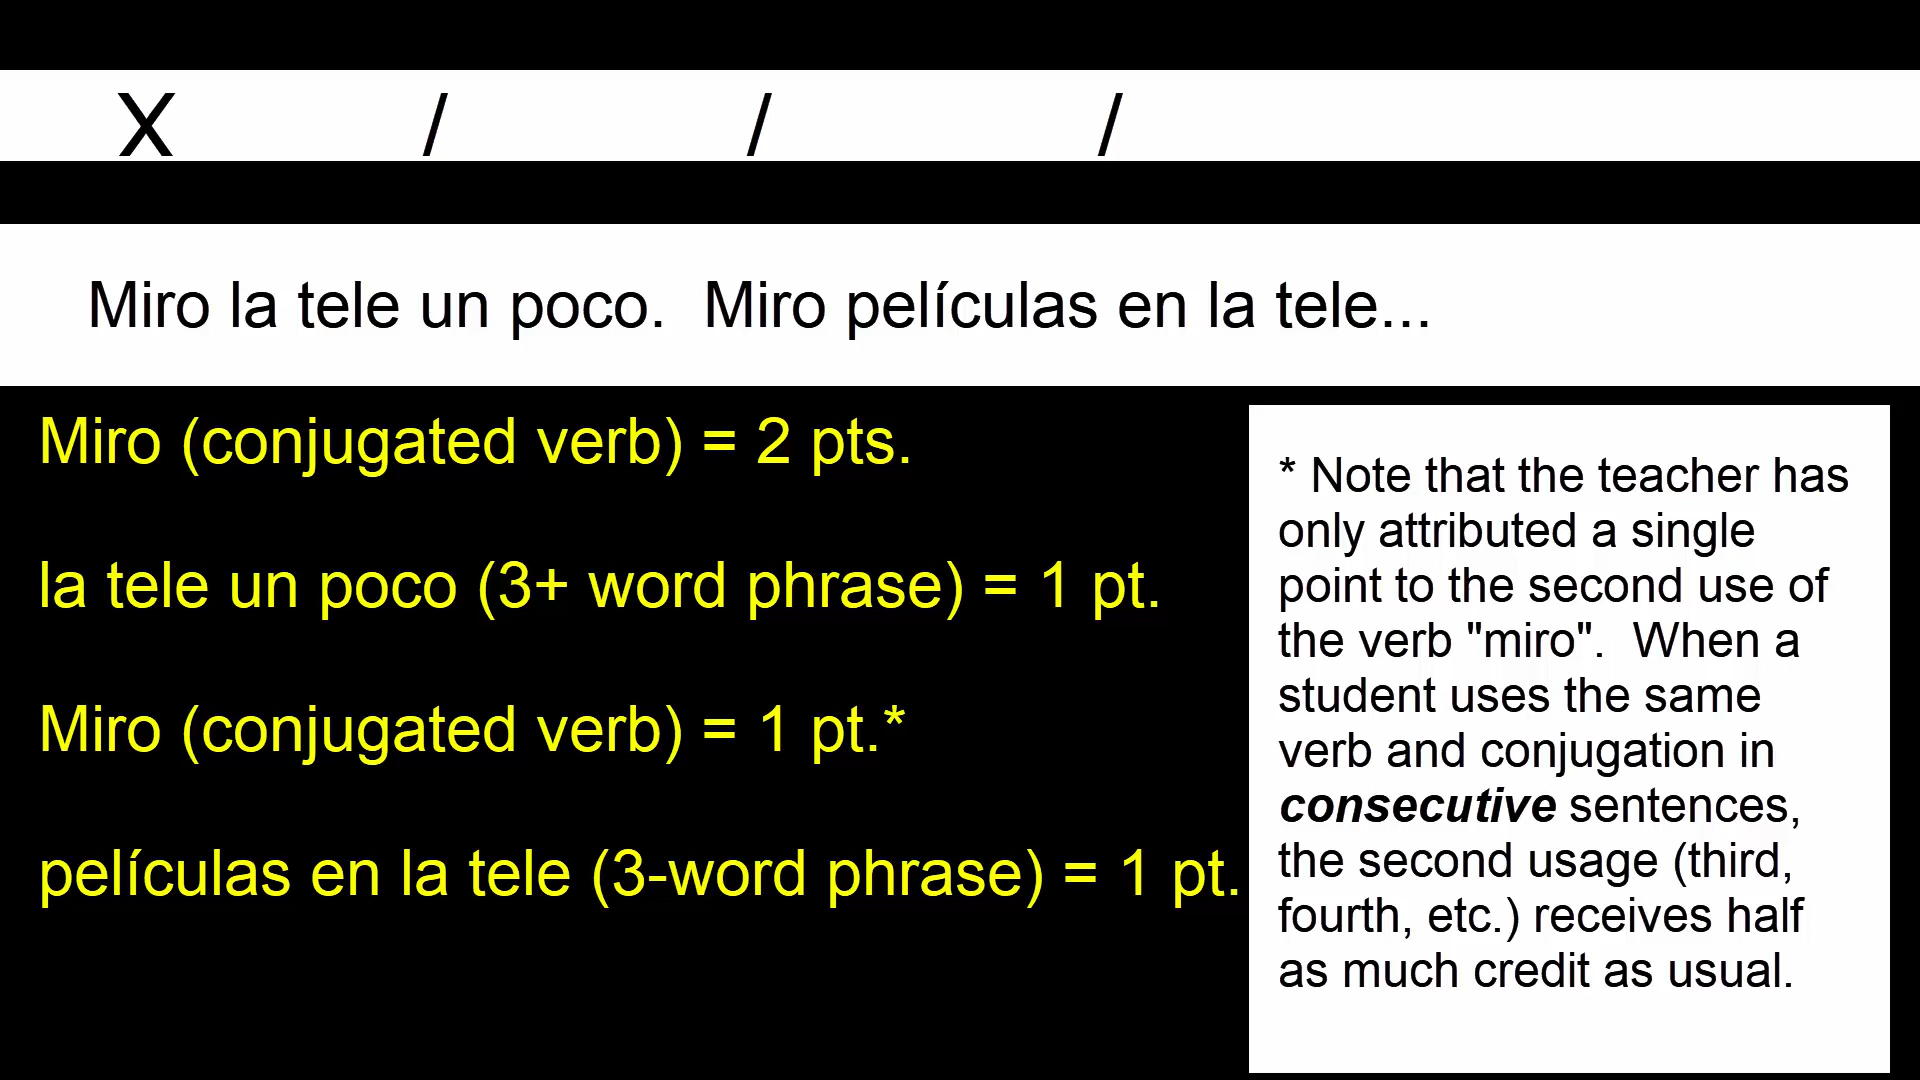 X / / /
Miro la tele un poco.  Miro películas en la tele...
Miro (conjugated verb) = 2 pts.
la tele un poco (3+ word phrase) = 1 pt.
Miro (conjugated verb) = 1 pt.*
películas en la tele (3-word phrase) = 1 pt.
* Note that the teacher has
only attributed a single
point to the second use of
the verb "miro".  When a
student uses the same
verb and conjugation in
consecutive sentences,
the second usage (third,
fourth, etc.) receives half
as much credit as usual.